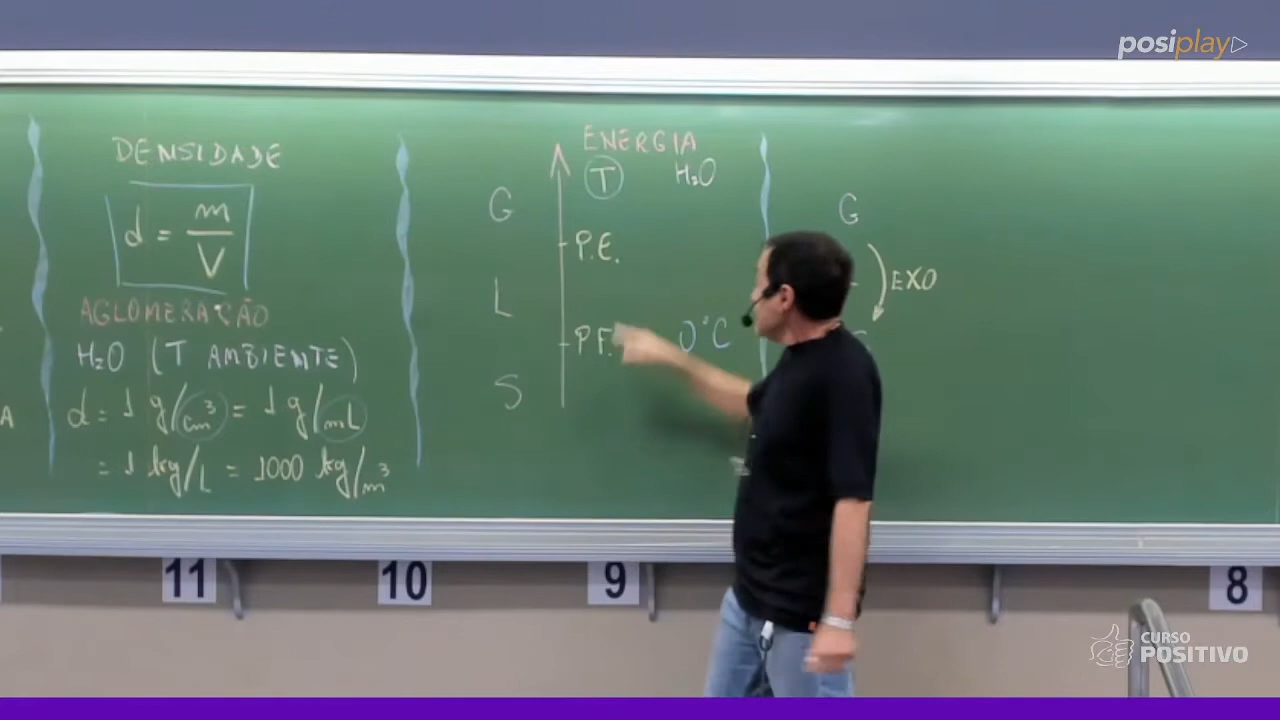 posiplay
DENSIDADE
d = m/V
AGLOMERAÇÃO
H₂O (T AMBIENTE)
d = 1 g/cm³ = 1 g/mL
= 1 kg/L = 1000 kg/m³
A
ENERGIA
T H₂O
G
P.E.
L
P.F. 0°C
S
G
EXO
11
10
9
8
CURSO
POSITIVO